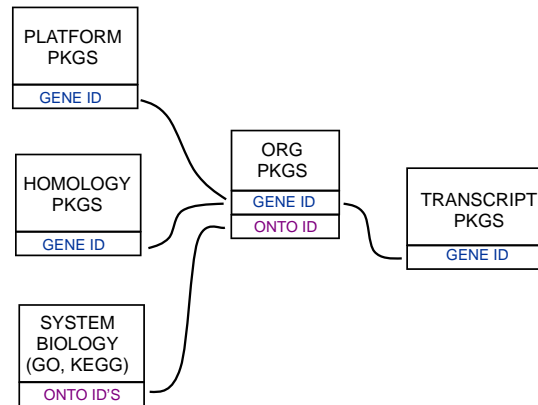 PLATFORM
PKGS
GENE ID
HOMOLOGY
PKGS
GENE ID
SYSTEM
BIOLOGY
(GO, KEGG)
ONTO ID'S
ORG
PKGS
GENE ID
ONTO ID
TRANSCRIPT
PKGS
GENE ID